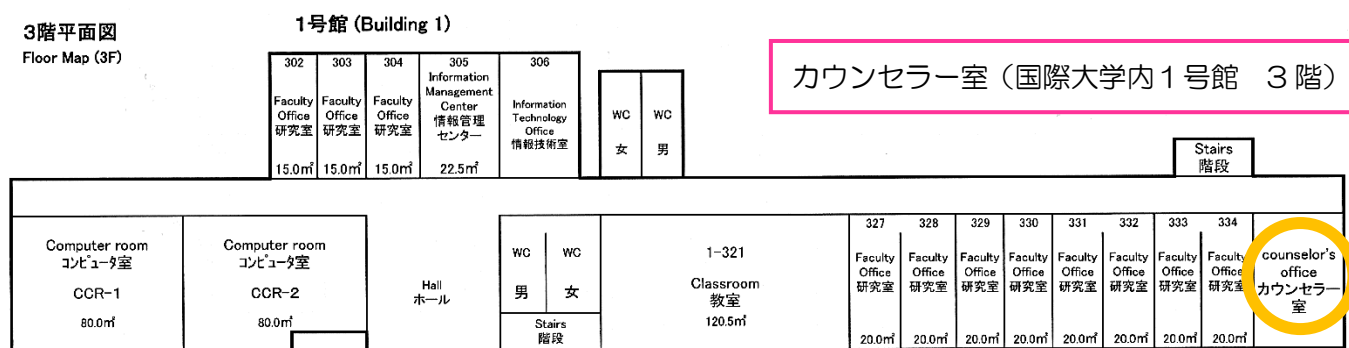 3階平面図
Floor Map (3F)
1号館 (Building 1)
カウンセラー室（国際大学内１号館　３階）
302
Faculty
Office
研究室
15.0㎡
303
Faculty
Office
研究室
15.0㎡
304
Faculty
Office
研究室
15.0㎡
305
Information
Management
Center
情報管理
センター
22.5㎡
306
Information
Technology
Office
情報技術室
WC
女
WC
男
Stairs
階段
Computer room
コンピュータ室
CCR-1
80.0㎡
Computer room
コンピュータ室
CCR-2
80.0㎡
Hall
ホール
WC
男
WC
女
Stairs
階段
1-321
Classroom
教室
120.5㎡
327
Faculty
Office
研究室
20.0㎡
328
Faculty
Office
研究室
20.0㎡
329
Faculty
Office
研究室
20.0㎡
330
Faculty
Office
研究室
20.0㎡
331
Faculty
Office
研究室
20.0㎡
332
Faculty
Office
研究室
20.0㎡
333
Faculty
Office
研究室
20.0㎡
334
Faculty
Office
研究室
20.0㎡
counselor's
office
カウンセラー
室